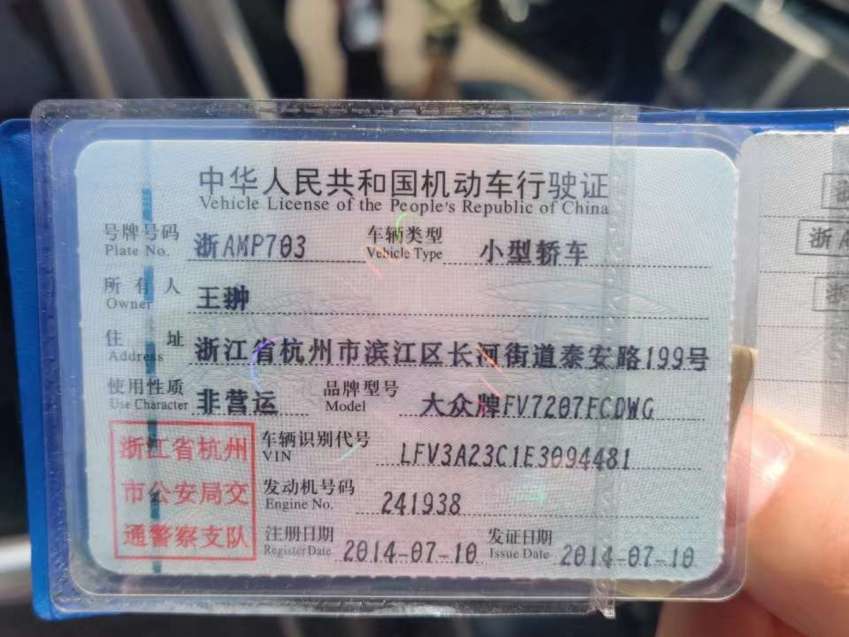 中华人民共和国机动车行驶证
Vehicle License of the People's Republic of China
号牌号码 浙AMP703 车辆类型 小型轿车
Plate No. Vehicle Type
所有人 王翀
Owner
住址 浙江省杭州市滨江区长河街道泰安路199号
Address
使用性质 非营运 品牌型号 大众牌FV7207FCDWG
Use Character Model
浙江省杭州
市公安局交
通警察支队
车辆识别代号 LFV3A23C1E3094481
VIN
发动机号码 241938
Engine No.
注册日期 2014-07-10 发证日期 2014-07-10
Register Date Issue Date
浙A